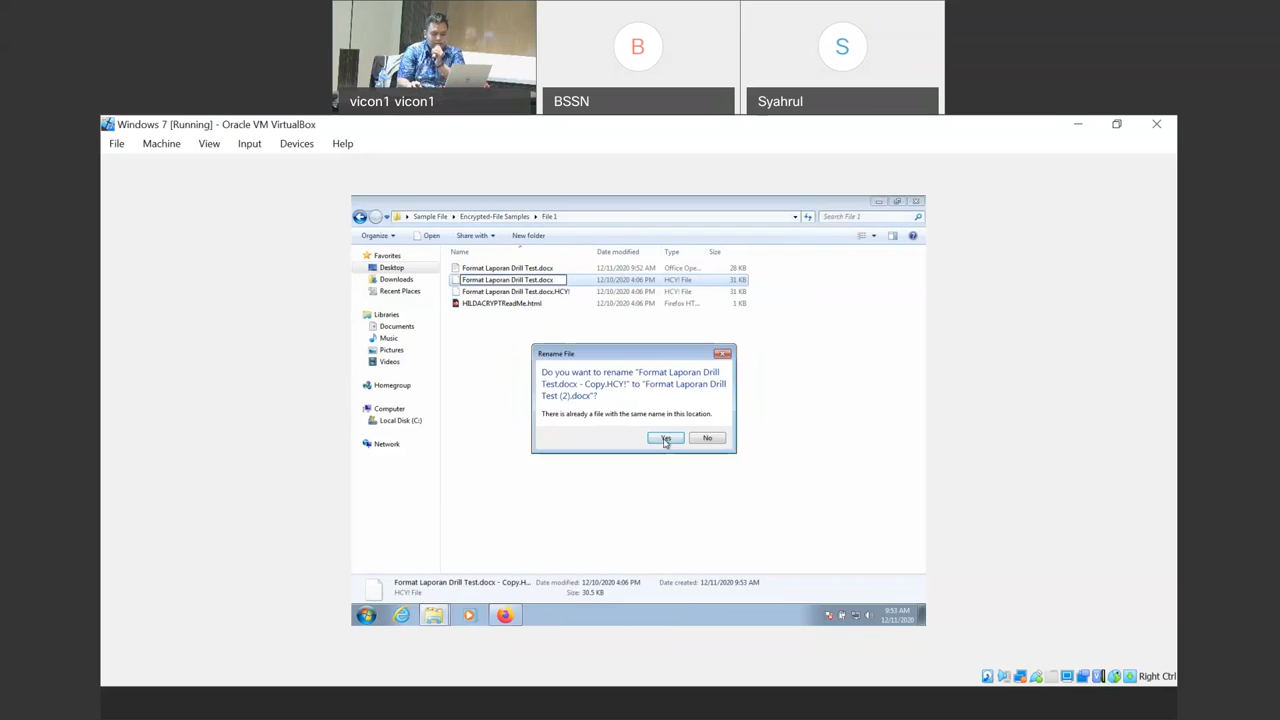 B
S
vicon1 vicon1
BSSN
Syahrul
Windows 7 [Running] - Oracle VM VirtualBox
File Machine View Input Devices Help
Sample File Encrypted-File Samples File 1
Search File 1
Organize Open Share with New folder
Name Date modified Type Size
Favorites
Desktop
Downloads
Recent Places
Libraries
Documents
Music
Pictures
Videos
Homegroup
Computer
Local Disk (C:)
Network
Format Laporan Drill Test.docx 12/11/2020 9:52 AM Office Ope... 28 KB
Format Laporan Drill Test.docx 12/10/2020 4:06 PM HCY! File 31 KB
Format Laporan Drill Test.docx.HCY! 12/10/2020 4:06 PM HCY! File 31 KB
HILDACRYPTReadMe.html 12/10/2020 4:06 PM Firefox HT... 1 KB
Rename File
Do you want to rename "Format Laporan Drill
Test.docx - Copy.HCY!" to "Format Laporan Drill
Test (2).docx"?
There is already a file with the same name in this location.
Yes No
Format Laporan Drill Test.docx - Copy.H... Date modified: 12/10/2020 4:06 PM Date created: 12/11/2020 9:53 AM
HCY! File Size: 30.5 KB
9:53 AM
12/11/2020
Right Ctrl